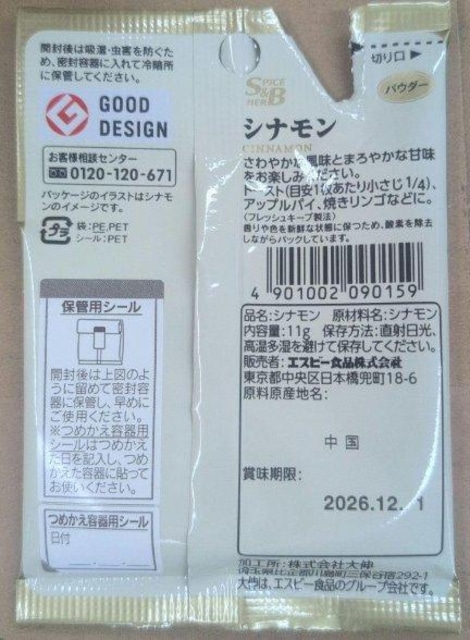 開封後は吸湿・虫害を防ぐため、密封容器に入れて冷暗所に保管してください。
GOOD DESIGN
お客様相談センター
0120-120-671
パッケージのイラストはシナモンのイメージです。
プラ
袋:PE,PET
シール:PET
保管用シール
開封後は上図のように留めて密封容器に保管し、早めにご使用ください。
※つめかえ容器用シールはつめかえた日を記入し、つめかえた容器に貼ってお使いください。
つめかえ容器用シール
日付
切り口
パウダー
SPICE
S&B
HERB
シナモン
CINNAMON
さわやかな風味とまろやかな甘味
をお楽しみください。
トースト(目安1枚あたり小さじ1/4)、
アップルパイ、焼きリンゴなどに。
(フレッシュキープ製法)
香りや色を新鮮な状態に保つため、酸素を除去
しながらパックしています。
4 901002 090159
品名:シナモン 原材料名:シナモン
内容量:11g 保存方法:直射日光、
高温多湿を避けて保存してください。
販売者:エスビー食品株式会社
東京都中央区日本橋兜町18-6
原料原産地名:
中国
賞味期限:
2026.12. 1
加工所:株式会社大伸
埼玉県比企郡川島町三保谷宿292-1
大伸は、エスビー食品のグループ会社です。